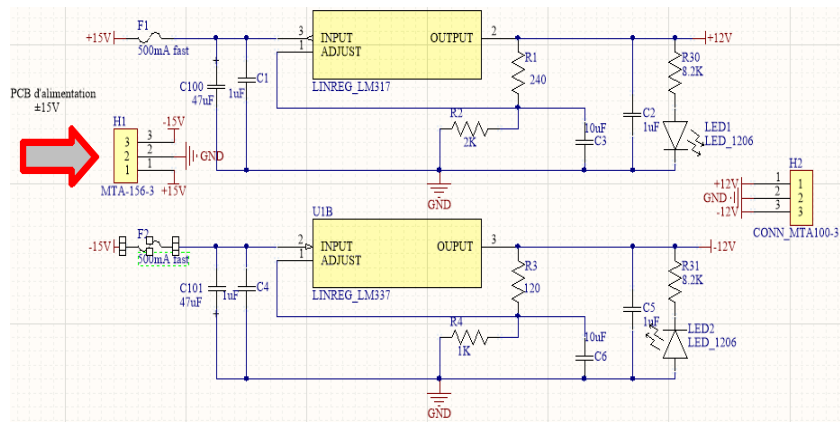 F1
+15V
500mA fast
3
1
INPUT
ADJUST
OUTPUT
2
+12V
LINREG_LM317
C100
47uF
C1
1uF
R1
240
R2
2K
10uF
C3
C2
1uF
R30
8.2K
LED1
LED_1206
GND
PCB d'alimentation
±15V
H1
3
2
1
3
2
1
-15V
GND
+15V
MTA-156-3
H2
+12V
GND
-12V
1
2
3
1
2
3
CONN_MTA100-3
F2
-15V
500mA fast
U1B
2
1
INPUT
ADJUST
OUPUT
3
-12V
LINREG_LM337
C101
47uF
1uF
C4
R3
120
R4
1K
10uF
C6
C5
1uF
R31
8.2K
LED2
LED_1206
GND